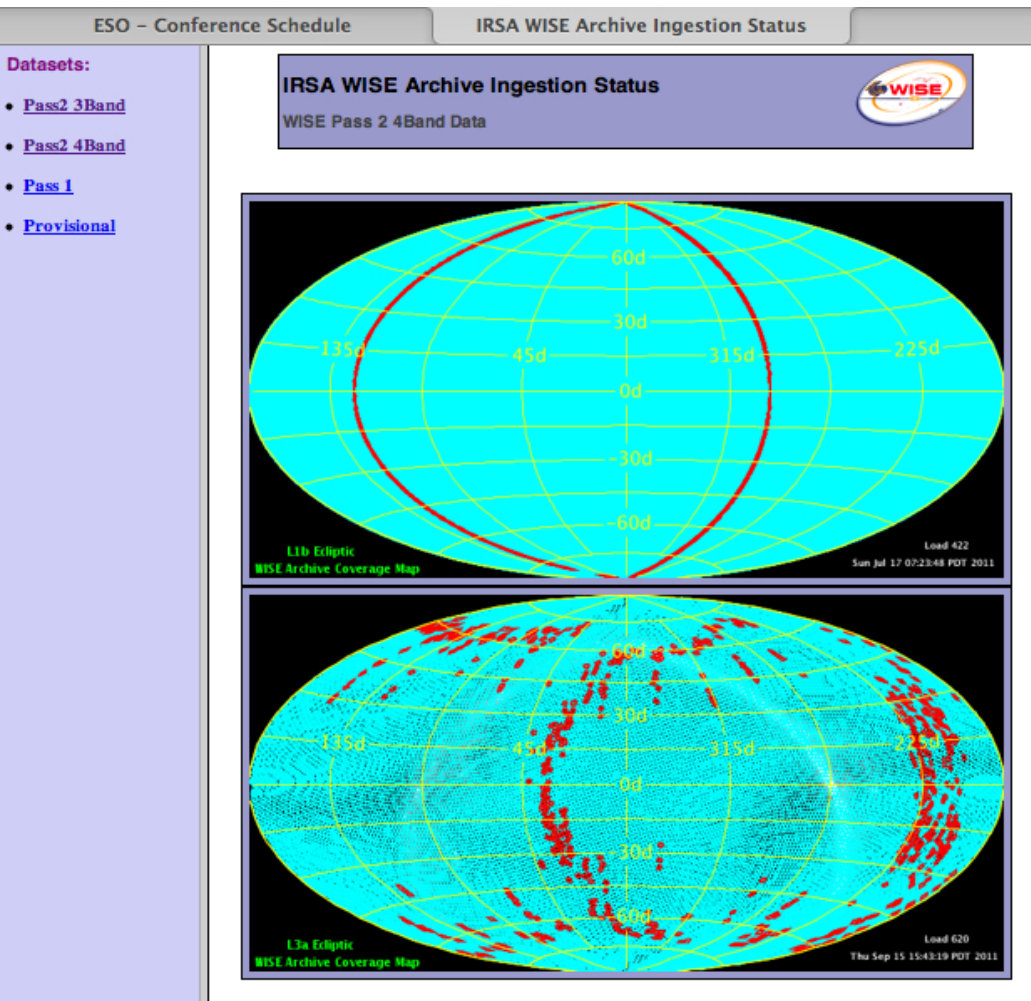 ESO - Conference Schedule
IRSA WISE Archive Ingestion Status
Datasets:
Pass2 3Band
Pass2 4Band
Pass 1
Provisional
IRSA WISE Archive Ingestion Status
WISE Pass 2 4Band Data
WISE
60d
30d
135d
45d
315d
225d
0d
-30d
-60d
L1b Ecliptic
WISE Archive Coverage Map
Load 422
Sun Jul 17 07:23:48 PDT 2011
60d
30d
135d
45d
315d
225d
0d
-30d
-60d
L3a Ecliptic
WISE Archive Coverage Map
Load 620
Thu Sep 15 15:43:19 PDT 2011